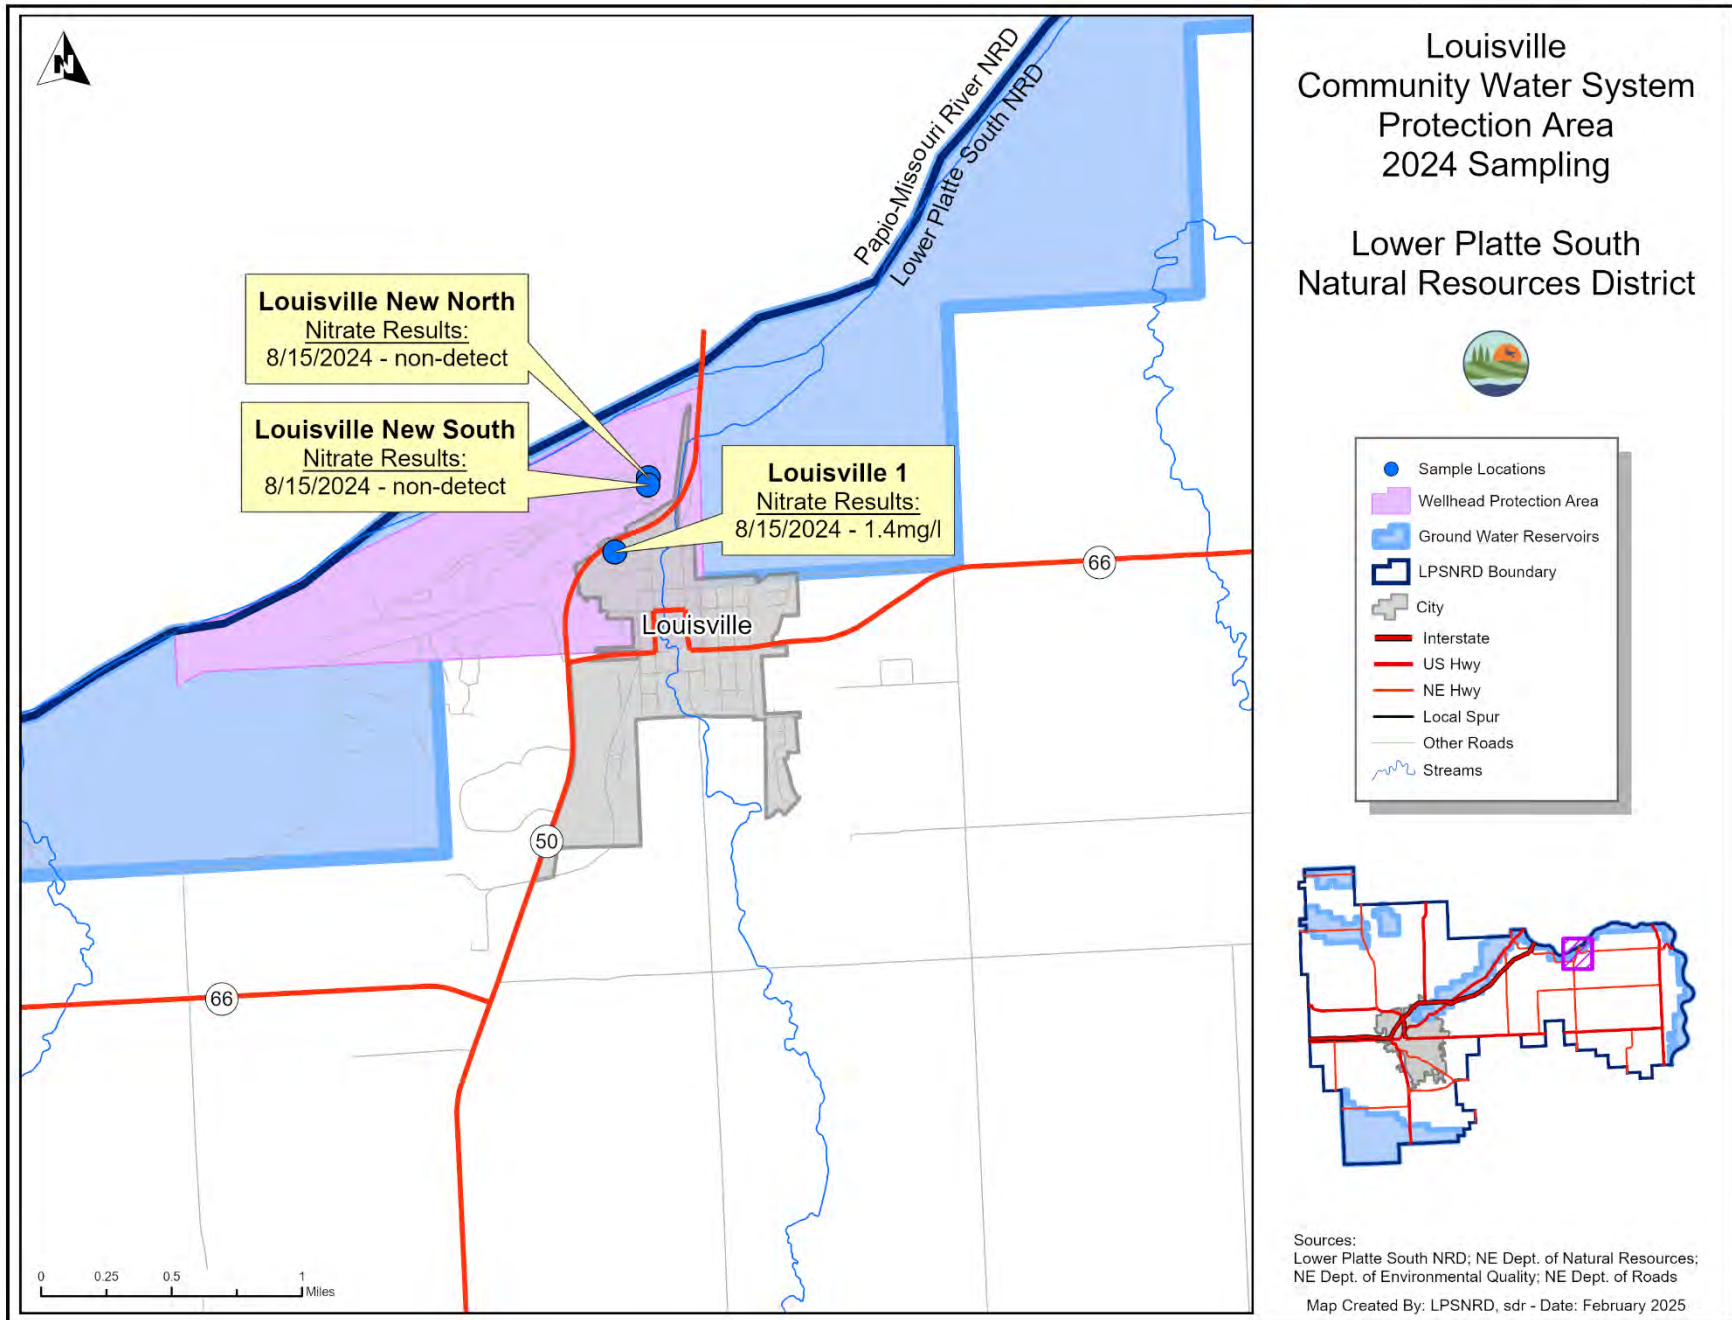 N
Papio-Missouri River NRD
Lower Platte South NRD
Louisville New North
Nitrate Results:
8/15/2024 - non-detect
Louisville New South
Nitrate Results:
8/15/2024 - non-detect
Louisville 1
Nitrate Results:
8/15/2024 - 1.4mg/l
66
Louisville
50
66
0 0.25 0.5 1
Miles
Louisville
Community Water System
Protection Area
2024 Sampling
Lower Platte South
Natural Resources District
Sample Locations
Wellhead Protection Area
Ground Water Reservoirs
LPSNRD Boundary
City
Interstate
US Hwy
NE Hwy
Local Spur
Other Roads
Streams
Sources:
Lower Platte South NRD; NE Dept. of Natural Resources;
NE Dept. of Environmental Quality; NE Dept. of Roads
Map Created By: LPSNRD, sdr - Date: February 2025